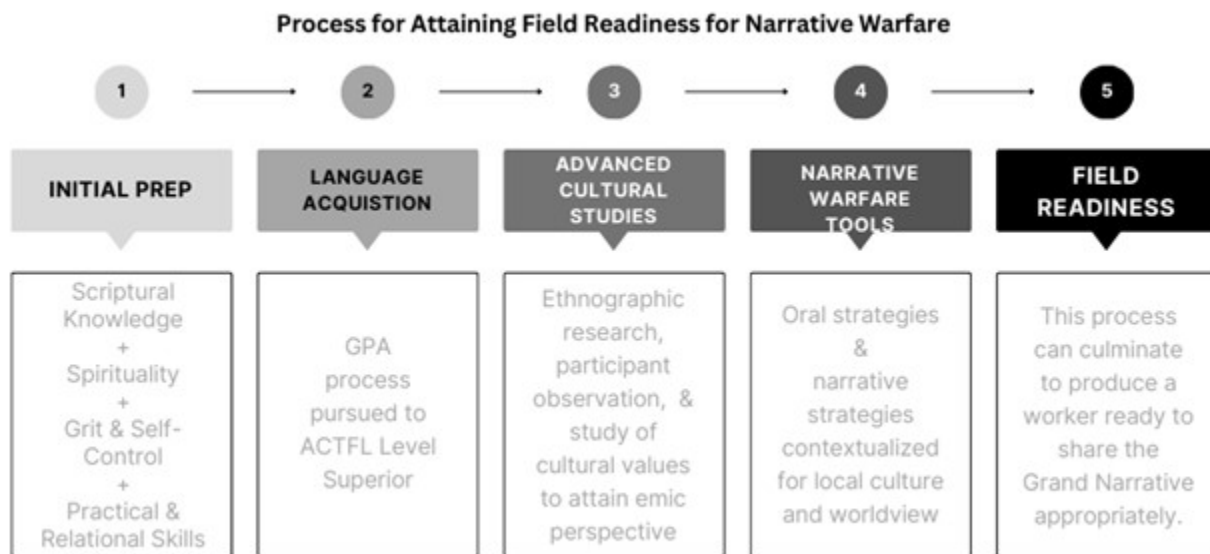 Process for Attaining Field Readiness for Narrative Warfare
1
2
3
4
5
INITIAL PREP
LANGUAGE
ACQUISTION
ADVANCED
CULTURAL
STUDIES
NARRATIVE
WARFARE
TOOLS
FIELD
READINESS
Scriptural
Knowledge
+
Spirituality
+
Grit & Self-
Control
+
Practical &
Relational Skills
GPA
process
pursued to
ACTFL Level
Superior
Ethnographic
research,
participant
observation, &
study of
cultural values
to attain emic
perspective
Oral strategies
&
narrative
strategies
contextualized
for local culture
and worldview
This process
can culminate
to produce a
worker ready to
share the
Grand Narrative
appropriately.